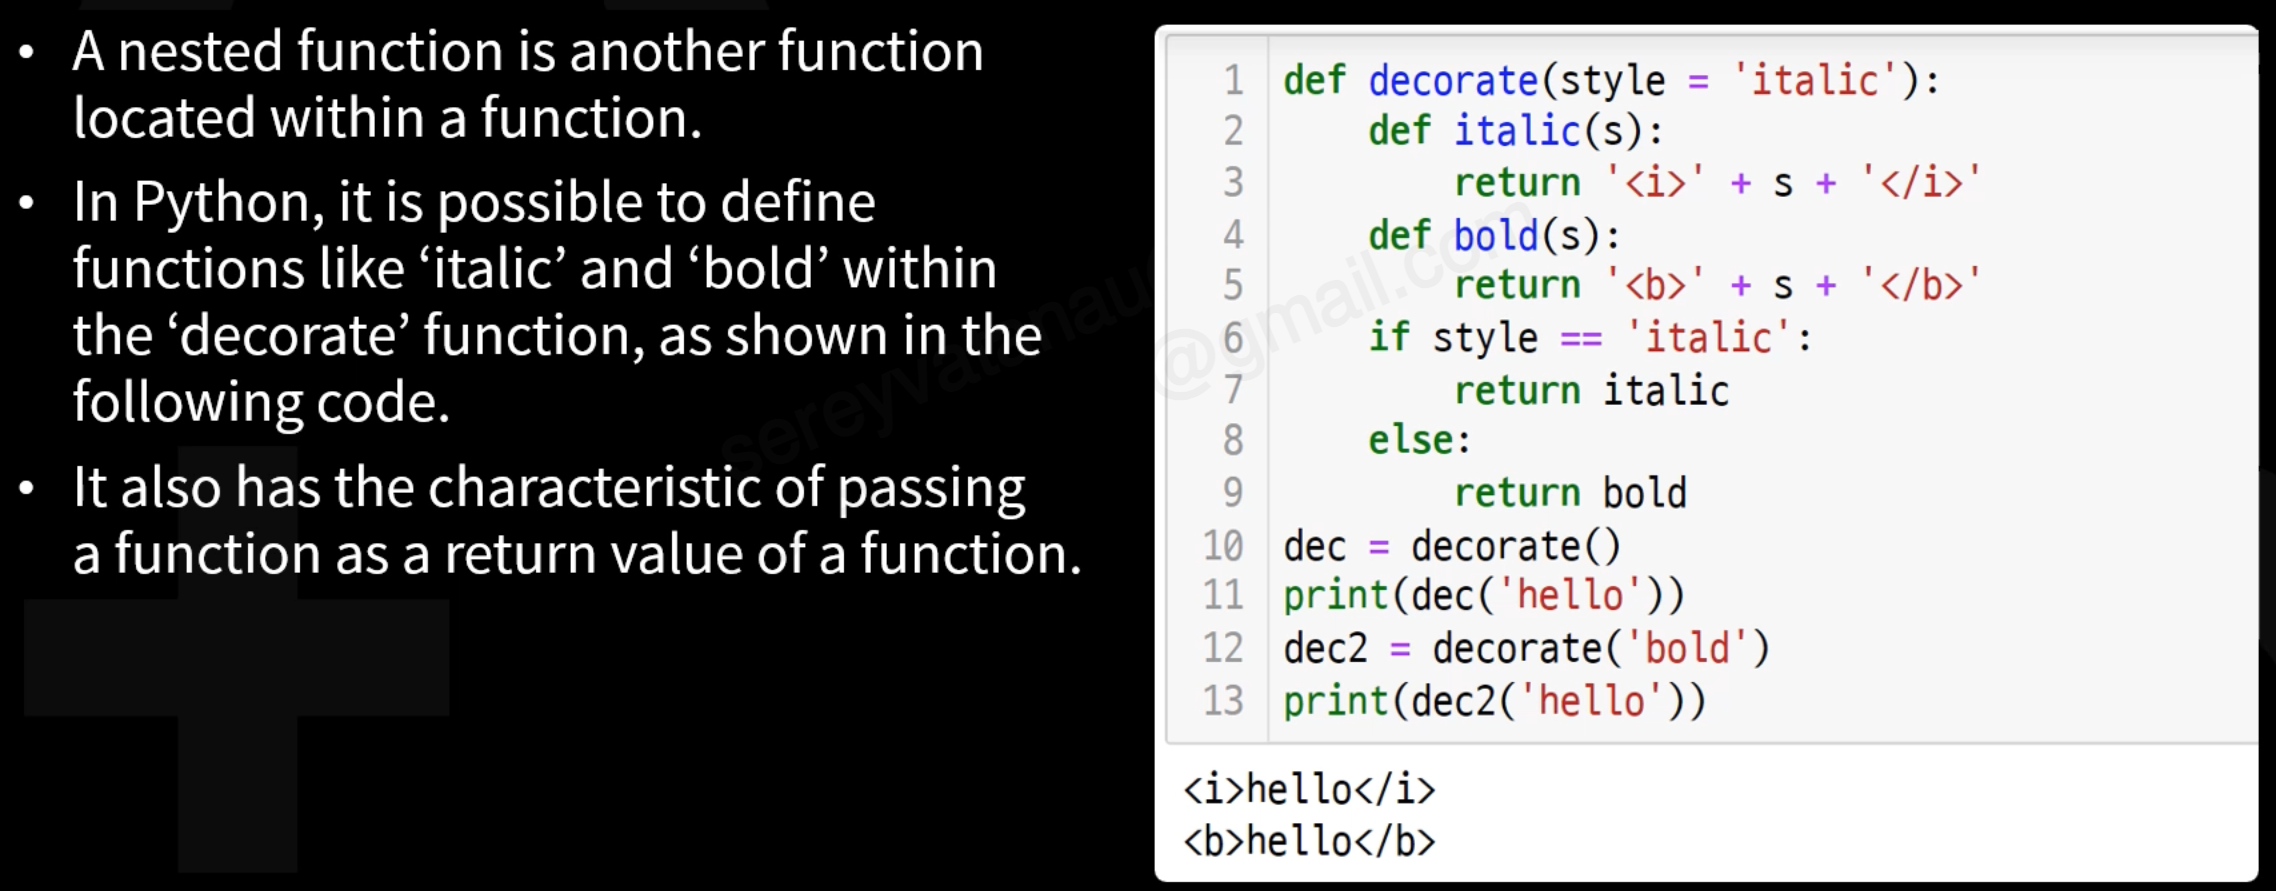 • A nested function is another function
located within a function.
• In Python, it is possible to define
functions like ‘italic’ and ‘bold’ within
the ‘decorate’ function, as shown in the
following code.
• It also has the characteristic of passing
a function as a return value of a function.
1 def decorate(style = 'italic'):
2     def italic(s):
3         return '<i>' + s + '</i>'
4     def bold(s):
5         return '<b>' + s + '</b>'
6     if style == 'italic':
7         return italic
8     else:
9         return bold
10 dec = decorate()
11 print(dec('hello'))
12 dec2 = decorate('bold')
13 print(dec2('hello'))
<i>hello</i>
<b>hello</b>
@gmail.com